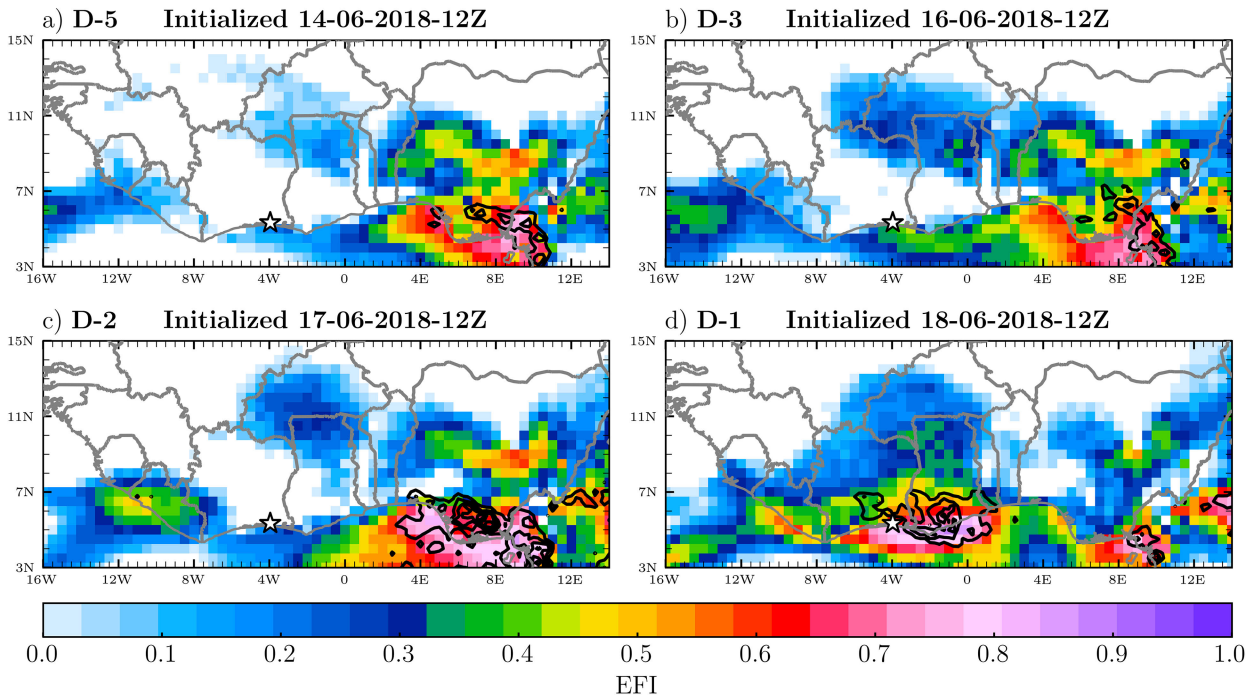 a) D-5 Initialized 14-06-2018-12Z
15N
11N
7N
3N
16W 12W 8W 4W 0 4E 8E 12E
b) D-3 Initialized 16-06-2018-12Z
15N
11N
7N
3N
16W 12W 8W 4W 0 4E 8E 12E
c) D-2 Initialized 17-06-2018-12Z
15N
11N
7N
3N
16W 12W 8W 4W 0 4E 8E 12E
d) D-1 Initialized 18-06-2018-12Z
15N
11N
7N
3N
16W 12W 8W 4W 0 4E 8E 12E
0.0 0.1 0.2 0.3 0.4 0.5 0.6 0.7 0.8 0.9 1.0
EFI